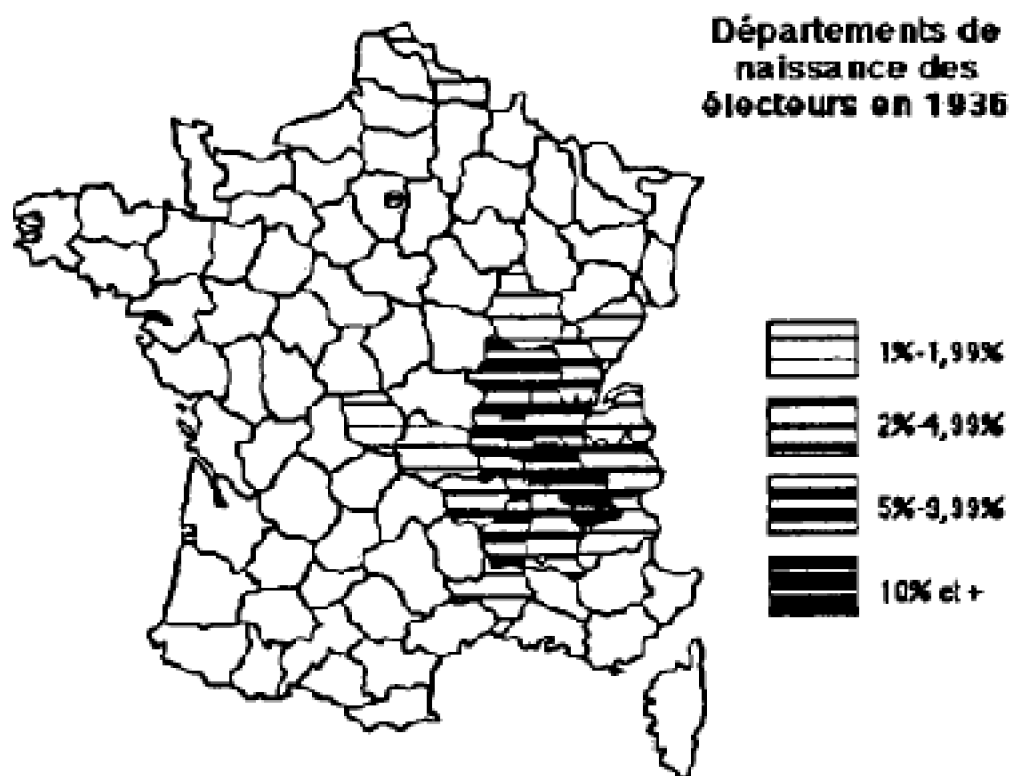 Départements de
naissance des
électeurs en 1936
1%-1,99%
2%-4,99%
5%-9,99%
10% et +